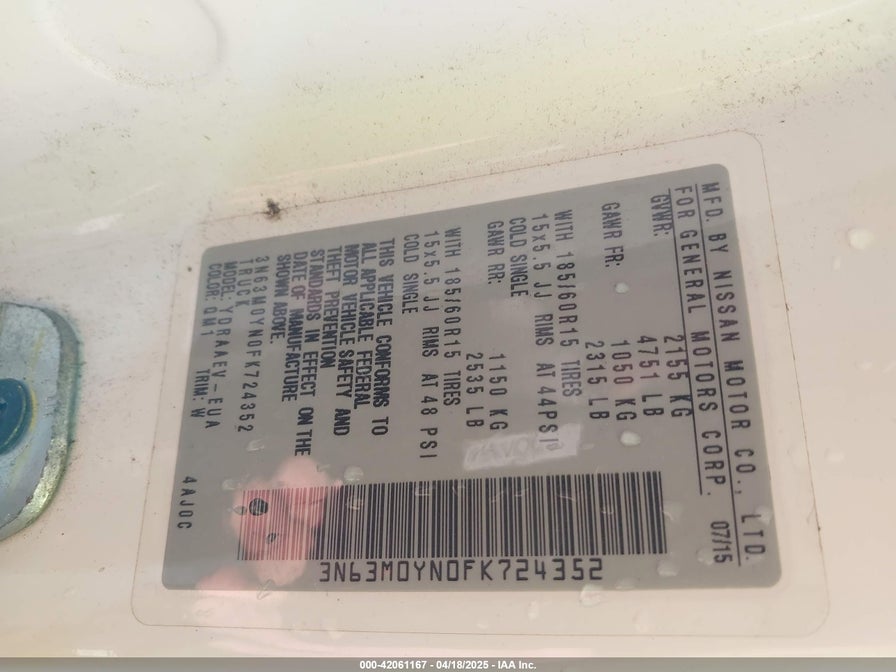 MFD. BY NISSAN MOTOR CO., LTD.
FOR GENERAL MOTORS CORP. 07/15
GVWR: 2155 KG
4751 LB
GAWR FR: 1050 KG
2315 LB
WITH 185/60R15 TIRES
15x5.5 JJ RIMS AT 44PSI
COLD SINGLE
GAWR RR: 1150 KG
2535 LB
WITH 185/60R15 TIRES
15x5.5 JJ RIMS AT 48 PSI
COLD SINGLE
THIS VEHICLE CONFORMS TO
ALL APPLICABLE FEDERAL
MOTOR VEHICLE SAFETY AND
THEFT PREVENTION
STANDARDS IN EFFECT ON THE
DATE OF MANUFACTURE
SHOWN ABOVE.
3N63M0YN0FK724352
TRUCK
MODEL: YDRAAEV-EUA
COLOR: QM1 TRIM: W
4AJ0C
3N63M0YN0FK724352
000-42061167 - 04/18/2025 - IAA Inc.